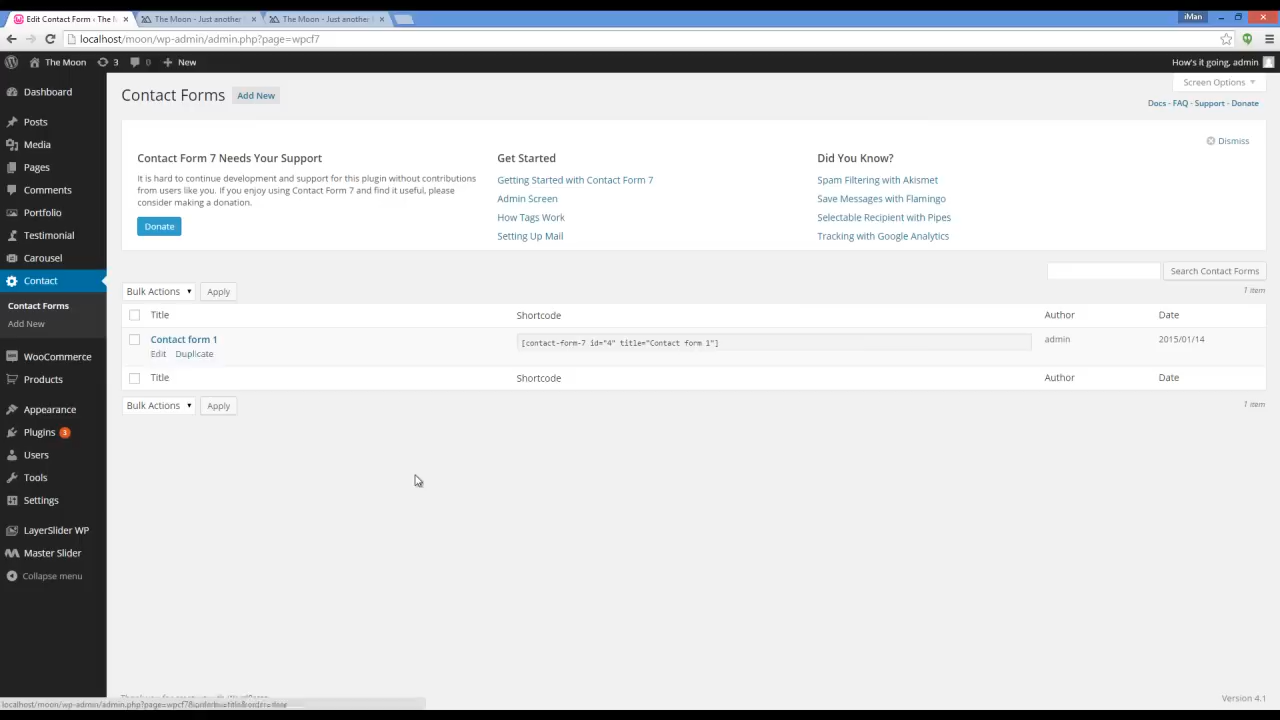 Edit Contact Form ‹ The M
The Moon - Just another
The Moon - Just another
iMan
localhost/moon/wp-admin/admin.php?page=wpcf7
The Moon
3
0
New
How's it going, admin
Screen Options
Contact Forms
Add New
Docs - FAQ - Support - Donate
Dismiss
Contact Form 7 Needs Your Support
It is hard to continue development and support for this plugin without contributions
from users like you. If you enjoy using Contact Form 7 and find it useful, please
consider making a donation.
Donate
Get Started
Getting Started with Contact Form 7
Admin Screen
How Tags Work
Setting Up Mail
Did You Know?
Spam Filtering with Akismet
Save Messages with Flamingo
Selectable Recipient with Pipes
Tracking with Google Analytics
Search Contact Forms
Bulk Actions
Apply
1 item
Title
Shortcode
Author
Date
Contact form 1
[contact-form-7 id="4" title="Contact form 1"]
admin
2015/01/14
Edit
Duplicate
Title
Shortcode
Author
Date
Bulk Actions
Apply
1 item
Dashboard
Posts
Media
Pages
Comments
Portfolio
Testimonial
Carousel
Contact
Contact Forms
Add New
WooCommerce
Products
Appearance
Plugins 3
Users
Tools
Settings
LayerSlider WP
Master Slider
Collapse menu
Version 4.1